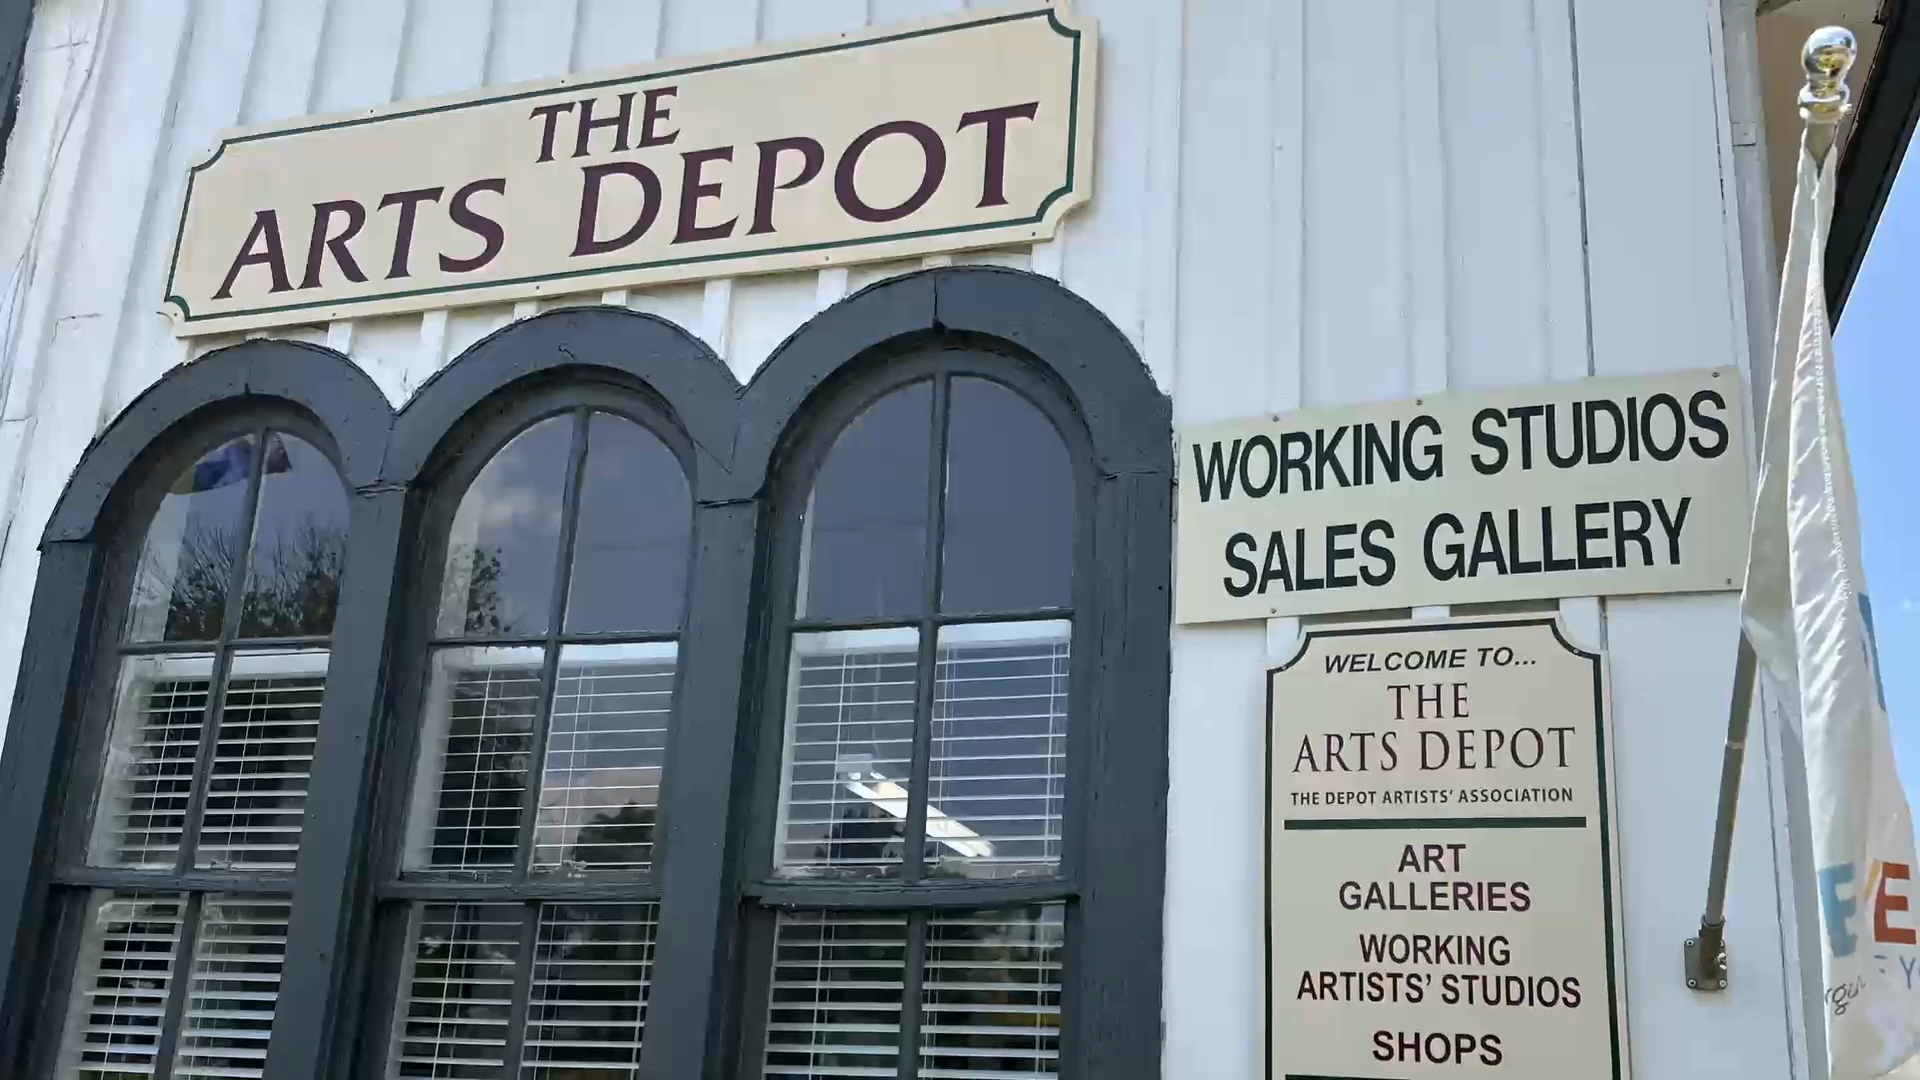 THE
ARTS DEPOT
WORKING STUDIOS
SALES GALLERY
WELCOME TO...
THE
ARTS DEPOT
THE DEPOT ARTISTS' ASSOCIATION
ART
GALLERIES
WORKING
ARTISTS' STUDIOS
SHOPS